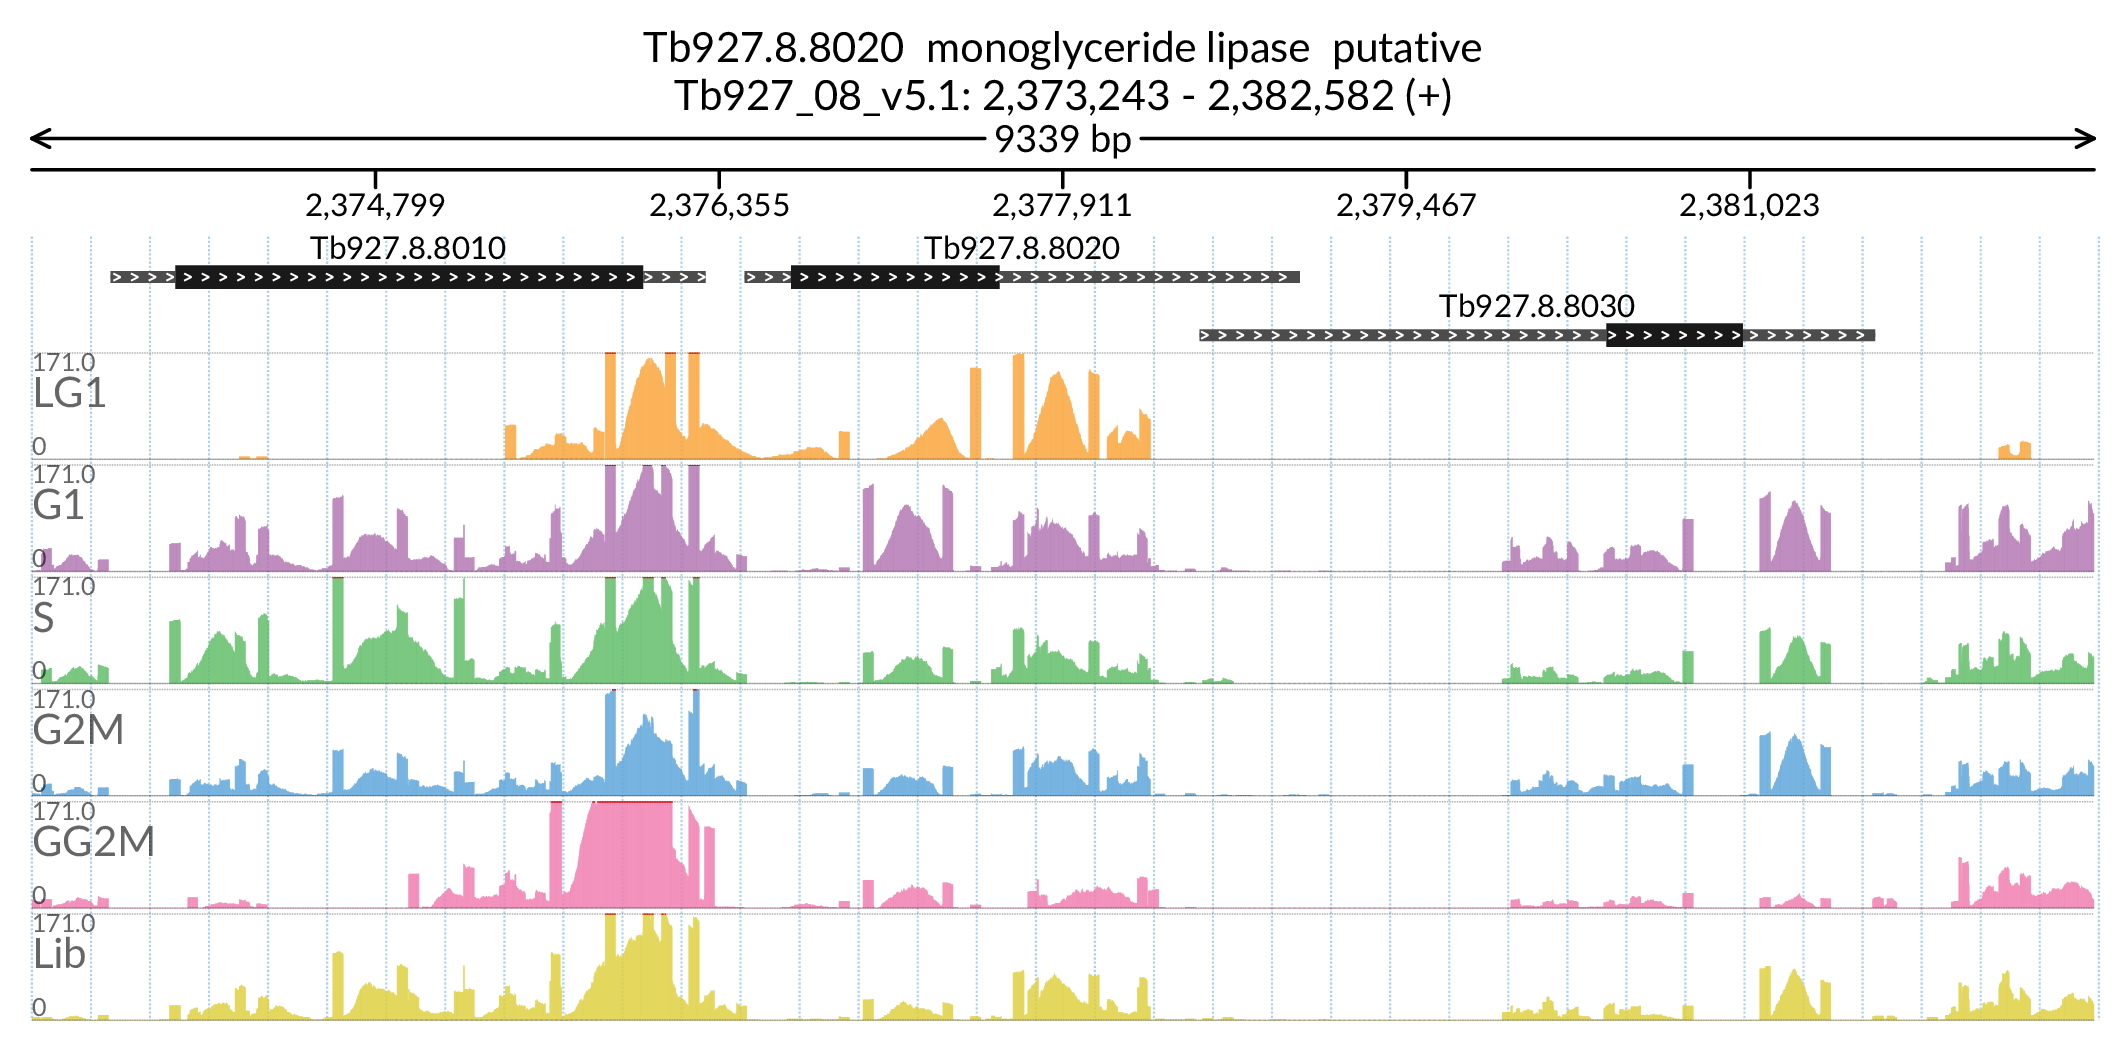 Tb927.8.8020  monoglyceride lipase  putative
Tb927_08_v5.1: 2,373,243 - 2,382,582 (+)
9339 bp
2,374,799 2,376,355 2,377,911 2,379,467 2,381,023
Tb927.8.8010 Tb927.8.8020
Tb927.8.8030
171.0
LG1
0
171.0
G1
0
171.0
S
0
171.0
G2M
0
171.0
GG2M
0
171.0
Lib
0